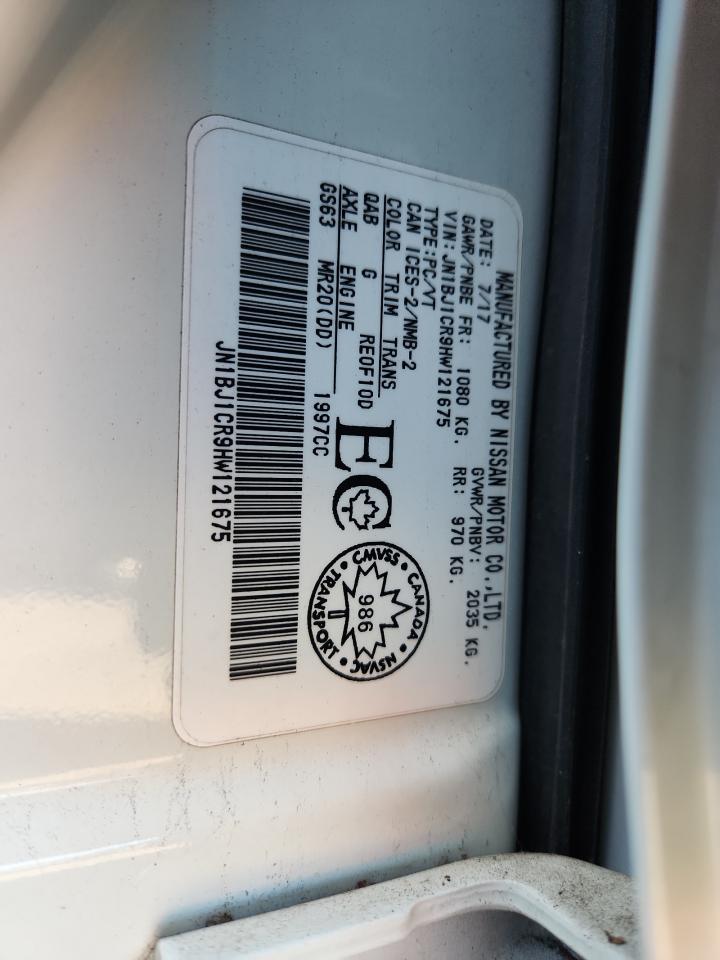 MANUFACTURED BY NISSAN MOTOR CO.,LTD.
DATE: 7/17 GVWR/PNBV: 2035 KG.
GAWR/PNBE FR: 1080 KG. RR: 970 KG.
VIN:JN1BJ1CR9HW121675
TYPE:PC/VT
CAN ICES-2/NMB-2
COLOR TRIM TRANS
QAB G RE0F10D
AXLE ENGINE
GS63 MR20(DD) 1997CC
EC
CMVSS • CANADA • NSVAC • TRANSPORT •
986
JN1BJ1CR9HW121675